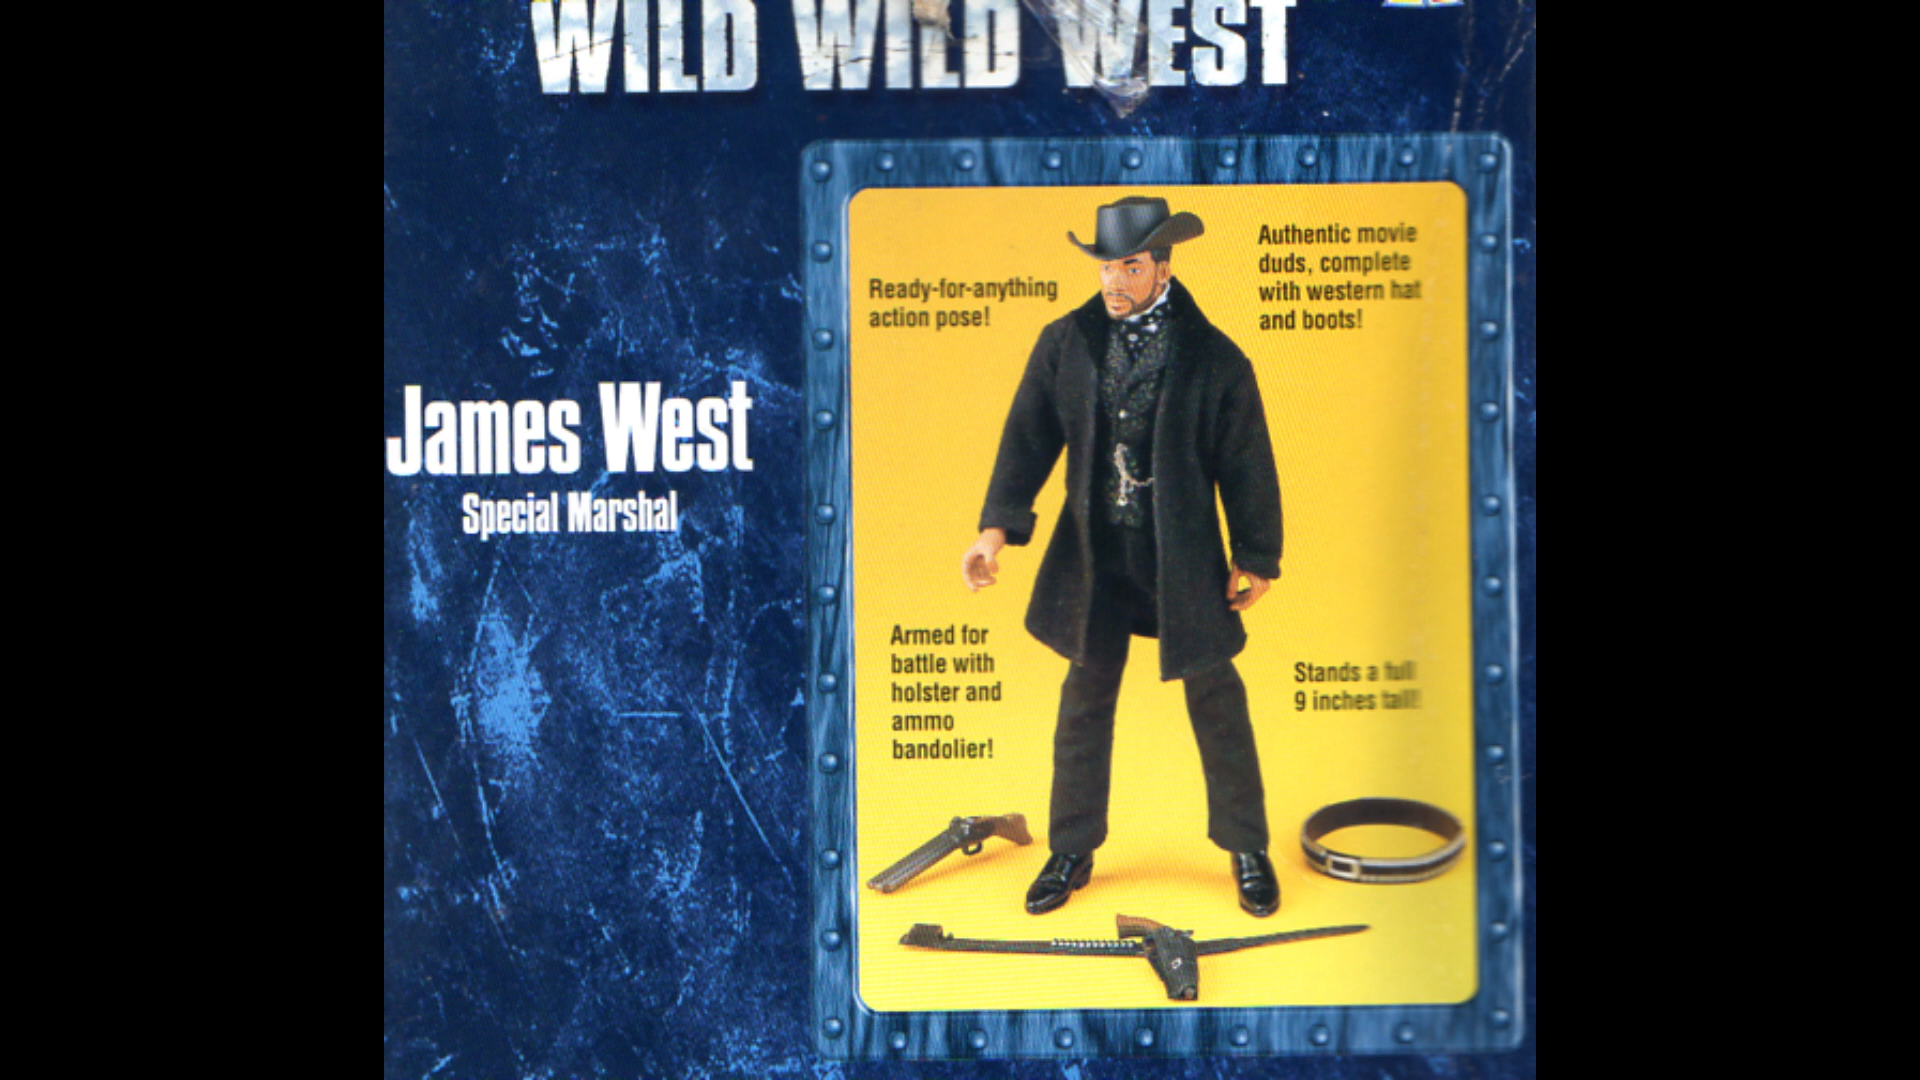 WILD WILD WEST
Authentic movie
duds, complete
with western hat
and boots!
Ready-for-anything
action pose!
James West
Special Marshal
Armed for
battle with
holster and
ammo
bandolier!
Stands a full
9 inches tall!